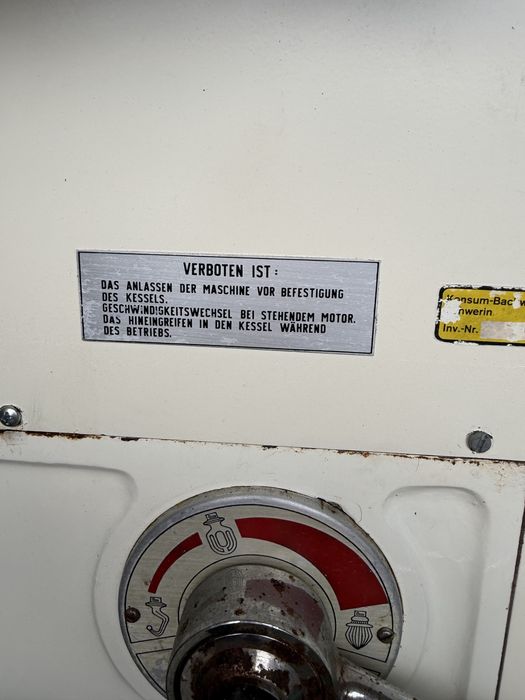 VERBOTEN IST:
DAS ANLASSEN DER MASCHINE VOR BEFESTIGUNG
DES KESSELS.
GESCHWINDIGKEITSWECHSEL BEI STEHENDEM MOTOR.
DAS HINEINGREIFEN IN DEN KESSEL WÄHREND
DES BETRIEBS.
Konsum-Back
Inv.-Nr.